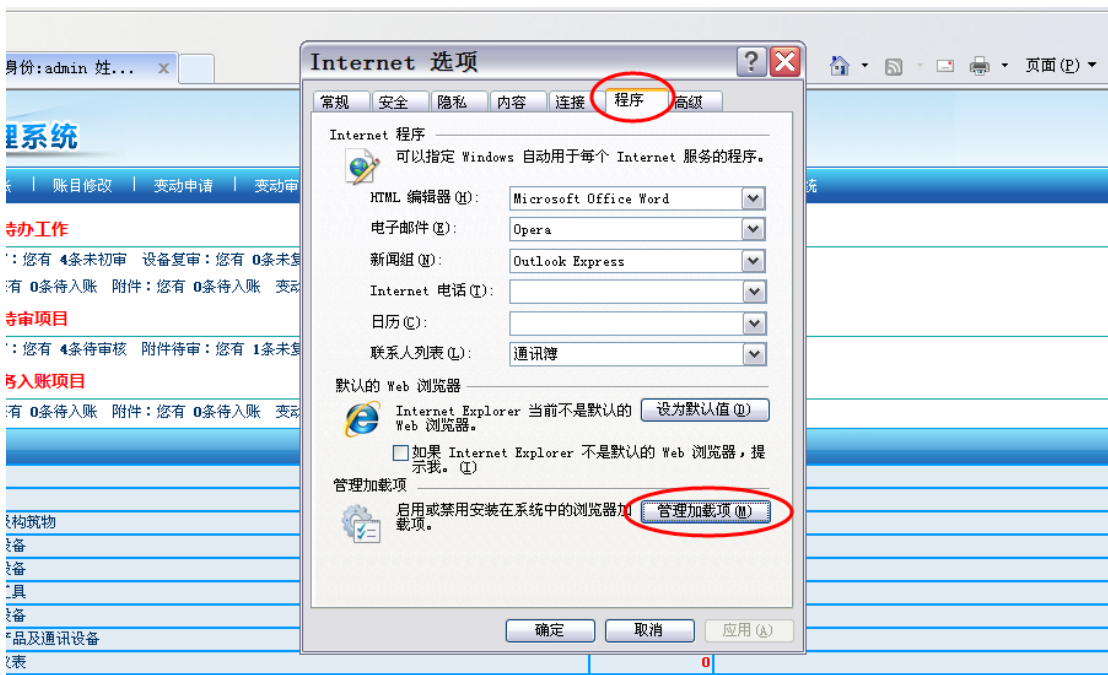 身份:admin 姓...
页面(P)
理系统
账目修改 | 变动申请 | 变动审
统
待办工作
：您有 4条未初审 设备复审：您有 0条未复
有 0条待入账 附件：您有 0条待入账 变动
待审项目
：您有 4条待审核 附件待审：您有 1条未复
务入账项目
有 0条待入账 附件：您有 0条待入账 变动
及构筑物
设备
设备
工具
设备
产品及通讯设备
仪表
0
Internet 选项
常规 安全 隐私 内容 连接 程序 高级
Internet 程序
可以指定 Windows 自动用于每个 Internet 服务的程序。
HTML 编辑器(H): Microsoft Office Word
电子邮件(E): Opera
新闻组(N): Outlook Express
Internet 电话(T):
日历(C):
联系人列表(L): 通讯簿
默认的 Web 浏览器
Internet Explorer 当前不是默认的 设为默认值(D)
Web 浏览器。
如果 Internet Explorer 不是默认的 Web 浏览器，提
示我。(I)
管理加载项
启用或禁用安装在系统中的浏览器加 管理加载项(M)
载项。
确定 取消 应用(A)